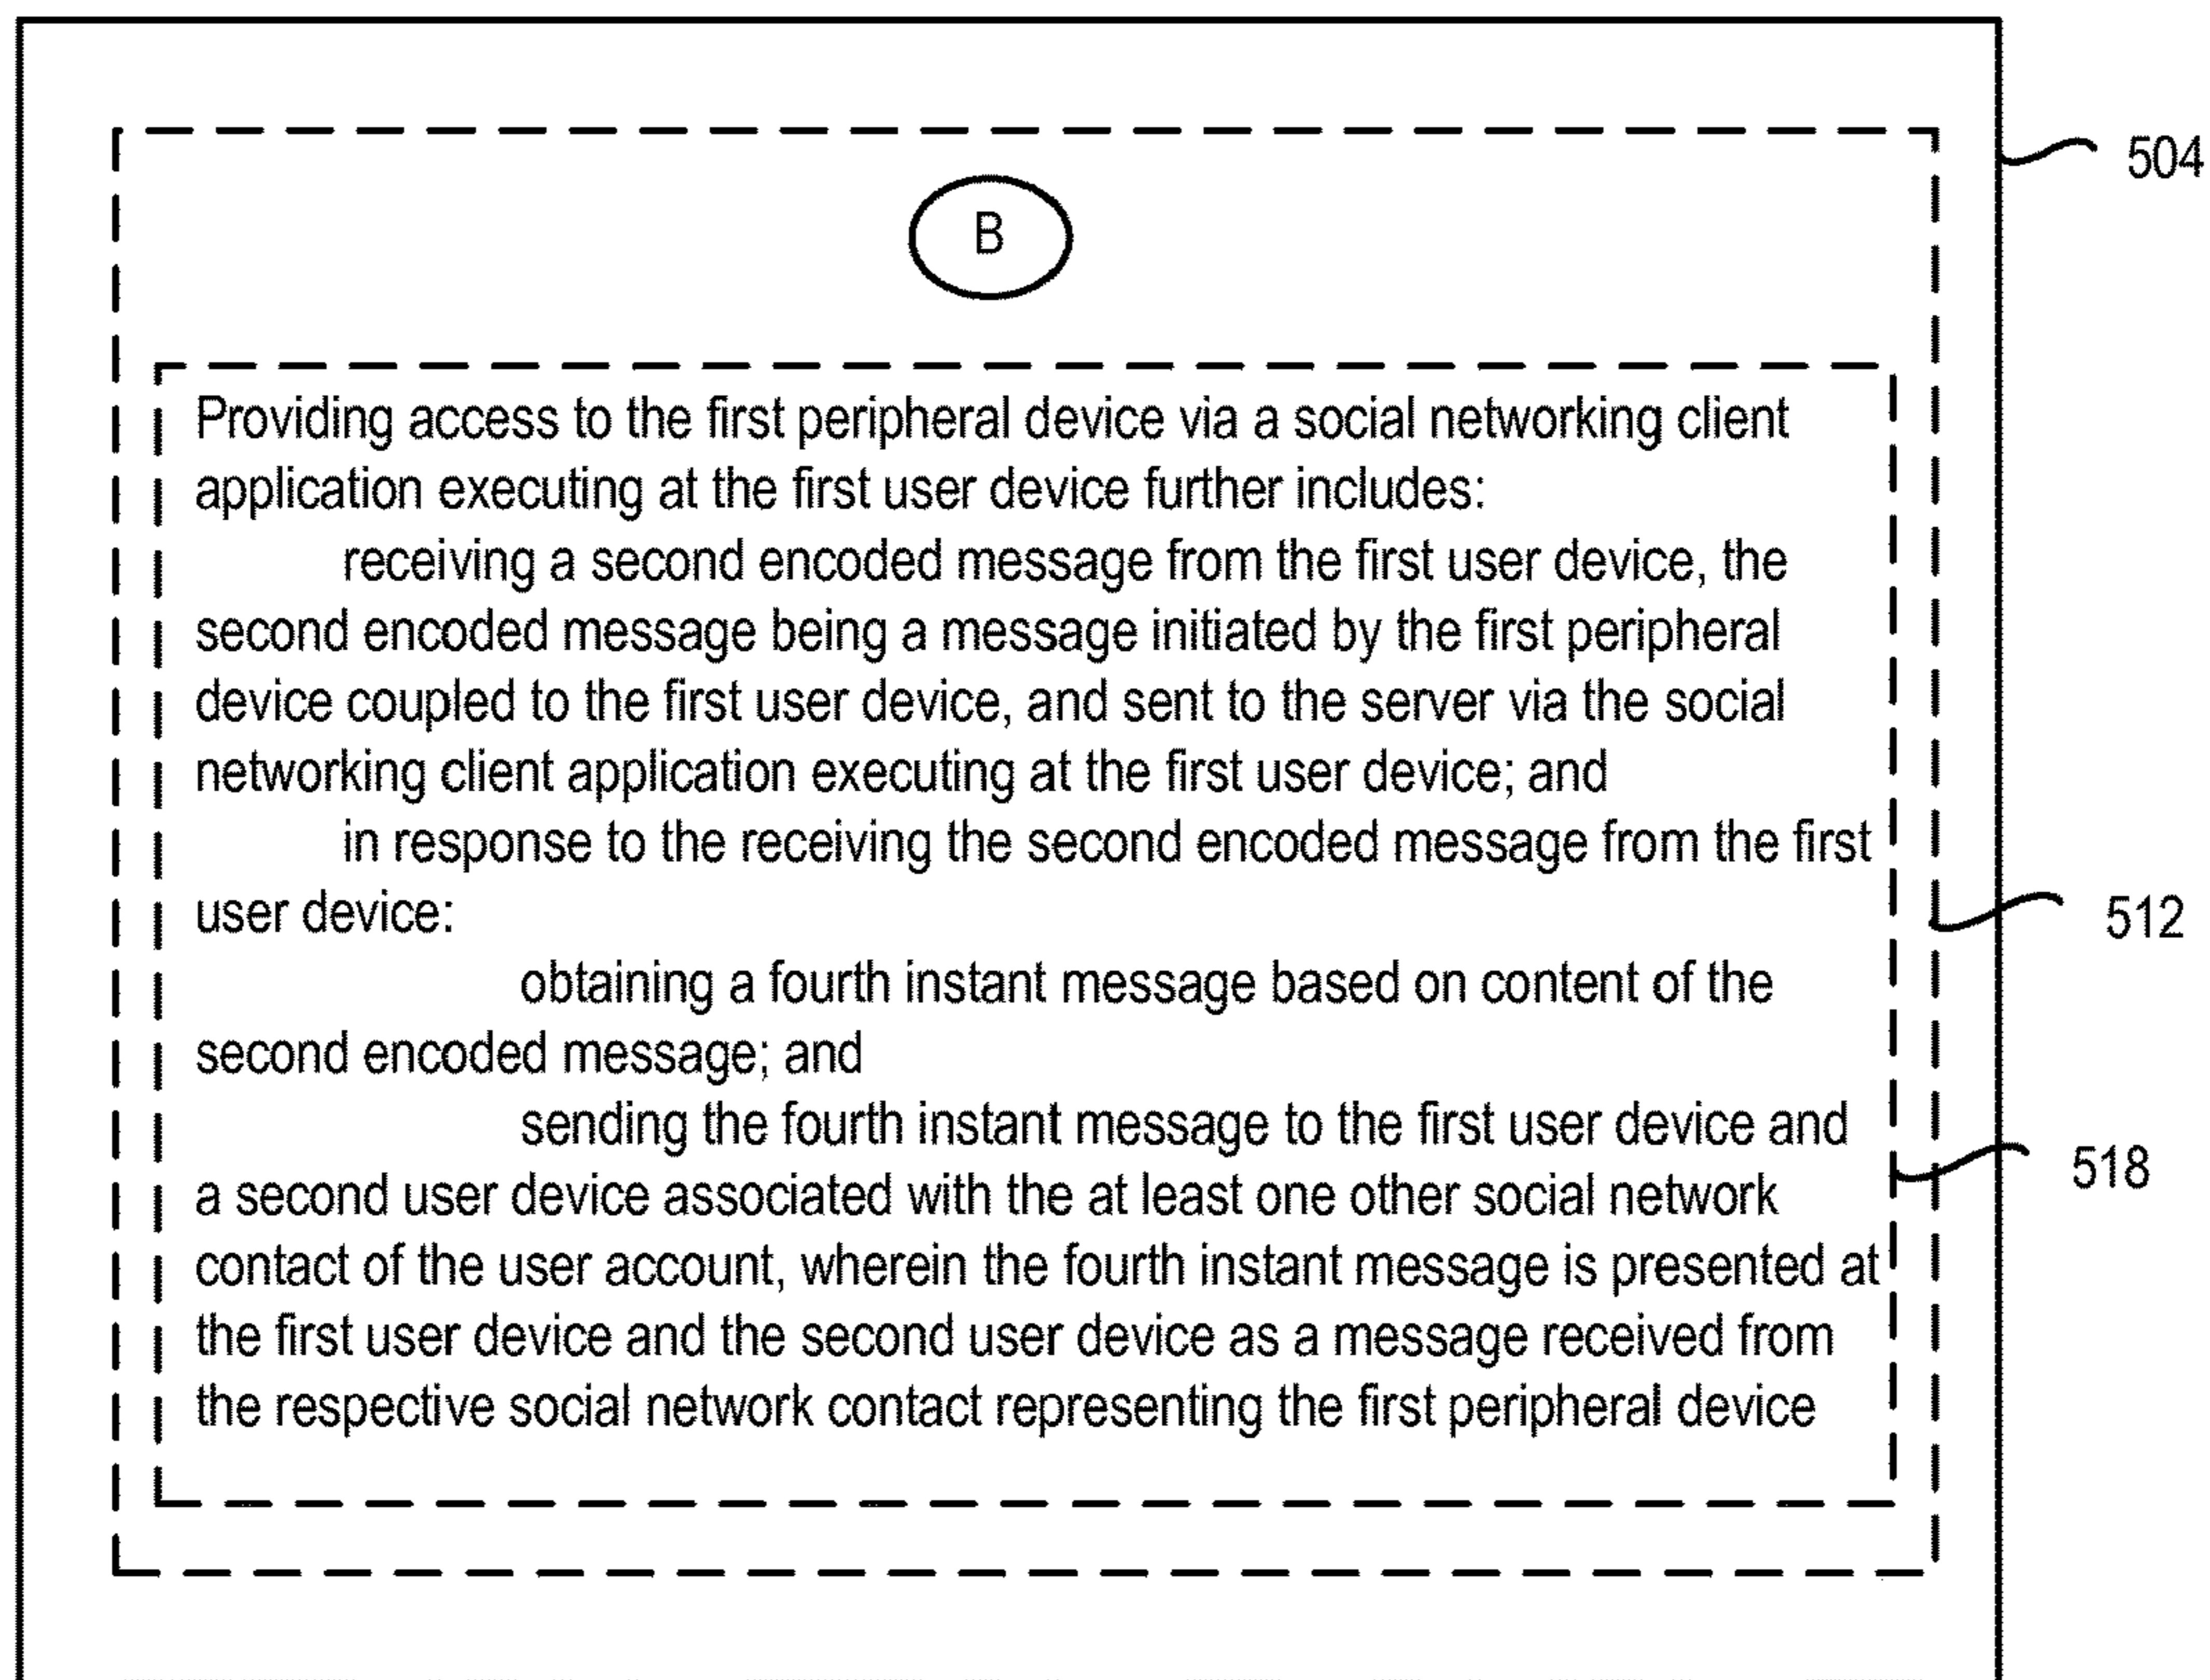 504
B
Providing access to the first peripheral device via a social networking client
application executing at the first user device further includes:
receiving a second encoded message from the first user device, the
second encoded message being a message initiated by the first peripheral
device coupled to the first user device, and sent to the server via the social
networking client application executing at the first user device; and
in response to the receiving the second encoded message from the first
user device:
512
obtaining a fourth instant message based on content of the
second encoded message; and
sending the fourth instant message to the first user device and
518
a second user device associated with the at least one other social network
contact of the user account, wherein the fourth instant message is presented at
the first user device and the second user device as a message received from
the respective social network contact representing the first peripheral device